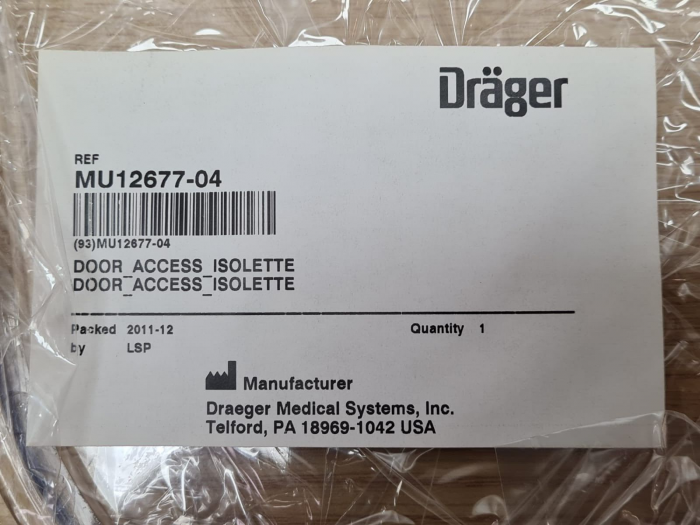 Dräger
REF
MU12677-04
(93)MU12677-04
DOOR_ACCESS_ISOLETTE
DOOR_ACCESS_ISOLETTE
Packed 2011-12 Quantity 1
by LSP
Manufacturer
Draeger Medical Systems, Inc.
Telford, PA 18969-1042 USA